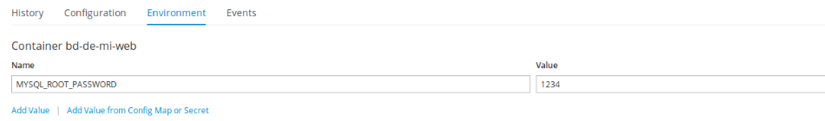 History Configuration Environment Events
Container bd-de-mi-web
Name Value
MYSQL_ROOT_PASSWORD 1234
Add Value | Add Value from Config Map or Secret